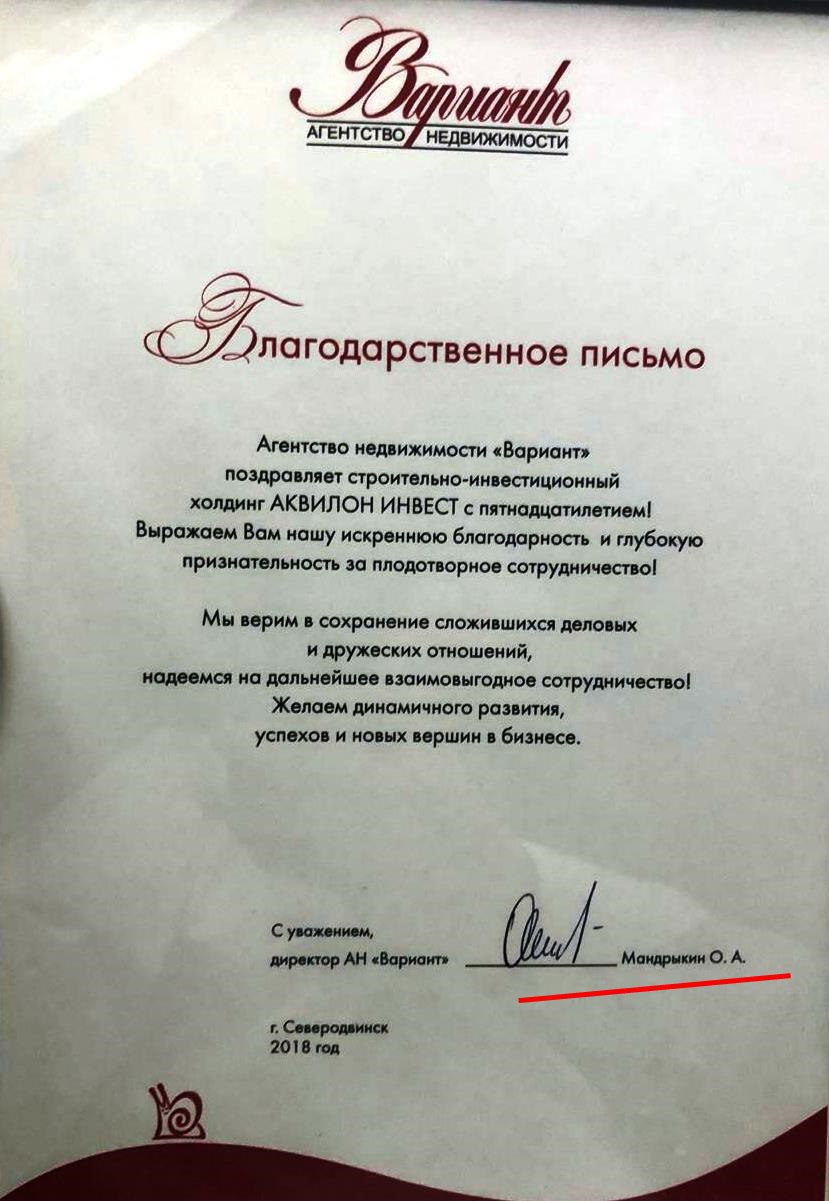 Вариант
АГЕНТСТВО НЕДВИЖИМОСТИ
Благодарственное письмо
Агентство недвижимости «Вариант»
поздравляет строительно-инвестиционный
холдинг АКВИЛОН ИНВЕСТ с пятнадцатилетием!
Выражаем Вам нашу искреннюю благодарность и глубокую
признательность за плодотворное сотрудничество!
Мы верим в сохранение сложившихся деловых
и дружеских отношений,
надеемся на дальнейшее взаимовыгодное сотрудничество!
Желаем динамичного развития,
успехов и новых вершин в бизнесе.
С уважением,
директор АН «Вариант» Мандрыкин О. А.
г. Северодвинск
2018 год